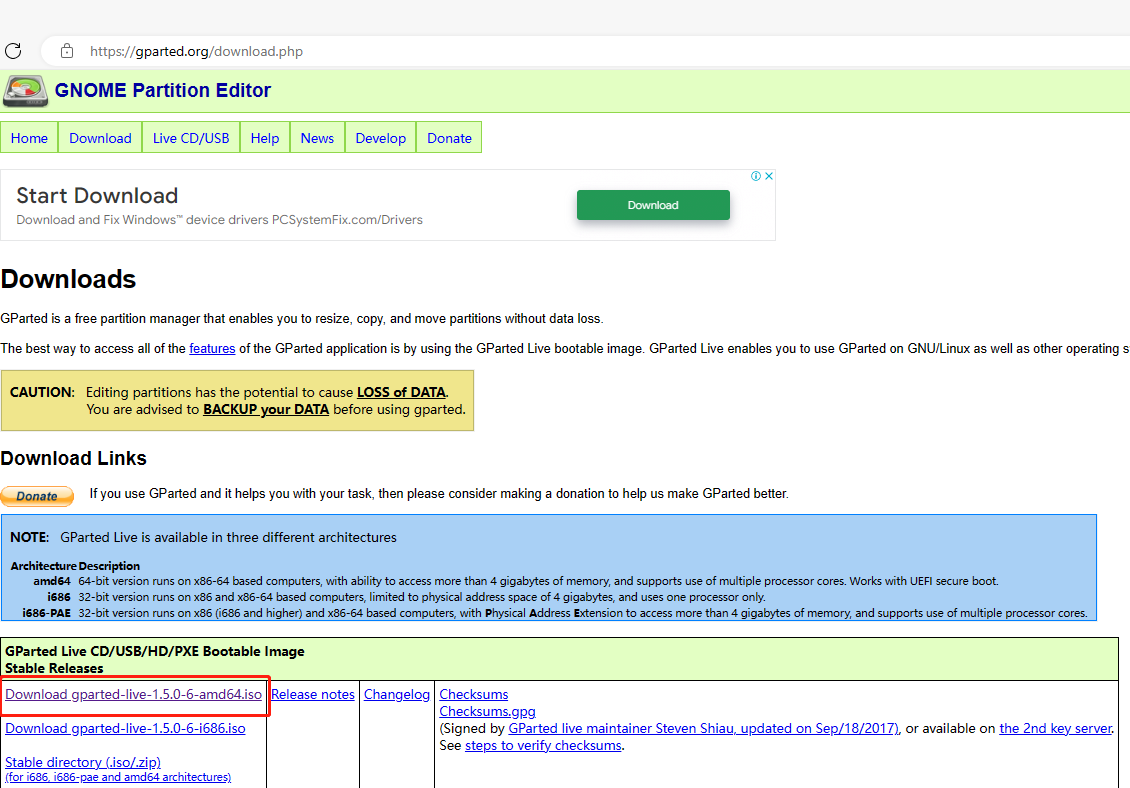 https://gparted.org/download.php
GNOME Partition Editor
Home Download Live CD/USB Help News Develop Donate
Start Download
Download and Fix Windows™ device drivers PCSystemFix.com/Drivers
Download
Downloads
GParted is a free partition manager that enables you to resize, copy, and move partitions without data loss.
The best way to access all of the features of the GParted application is by using the GParted Live bootable image. GParted Live enables you to use GParted on GNU/Linux as well as other operating s
CAUTION: Editing partitions has the potential to cause LOSS of DATA.
You are advised to BACKUP your DATA before using gparted.
Download Links
Donate If you use GParted and it helps you with your task, then please consider making a donation to help us make GParted better.
NOTE: GParted Live is available in three different architectures
Architecture Description
amd64 64-bit version runs on x86-64 based computers, with ability to access more than 4 gigabytes of memory, and supports use of multiple processor cores. Works with UEFI secure boot.
i686 32-bit version runs on x86 and x86-64 based computers, limited to physical address space of 4 gigabytes, and uses one processor only.
i686-PAE 32-bit version runs on x86 (i686 and higher) and x86-64 based computers, with Physical Address Extension to access more than 4 gigabytes of memory, and supports use of multiple processor cores.
GParted Live CD/USB/HD/PXE Bootable Image
Stable Releases
Download gparted-live-1.5.0-6-amd64.iso
Download gparted-live-1.5.0-6-i686.iso
Stable directory (.iso/.zip)
(for i686, i686-pae and amd64 architectures)
Release notes
Changelog
Checksums
Checksums.gpg
(Signed by GParted live maintainer Steven Shiau, updated on Sep/18/2017), or available on the 2nd key server.
See steps to verify checksums.